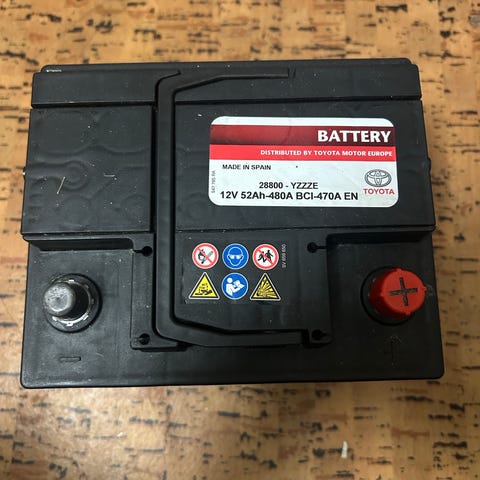 BATTERY
DISTRIBUTED BY TOYOTA MOTOR EUROPE
MADE IN SPAIN
28800 - YZZZE
12V 52Ah-480A BCI-470A EN
TOYOTA
+
-
+